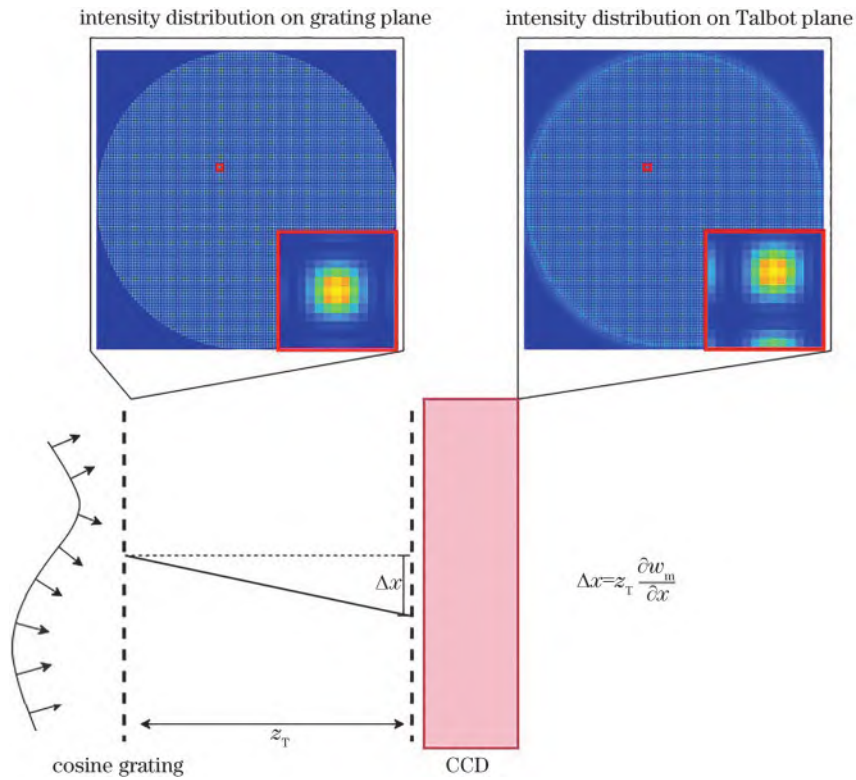 intensity distribution on grating plane
intensity distribution on Talbot plane
Δx
Δx=z_T ∂w_m/∂x
z_T
cosine grating
CCD